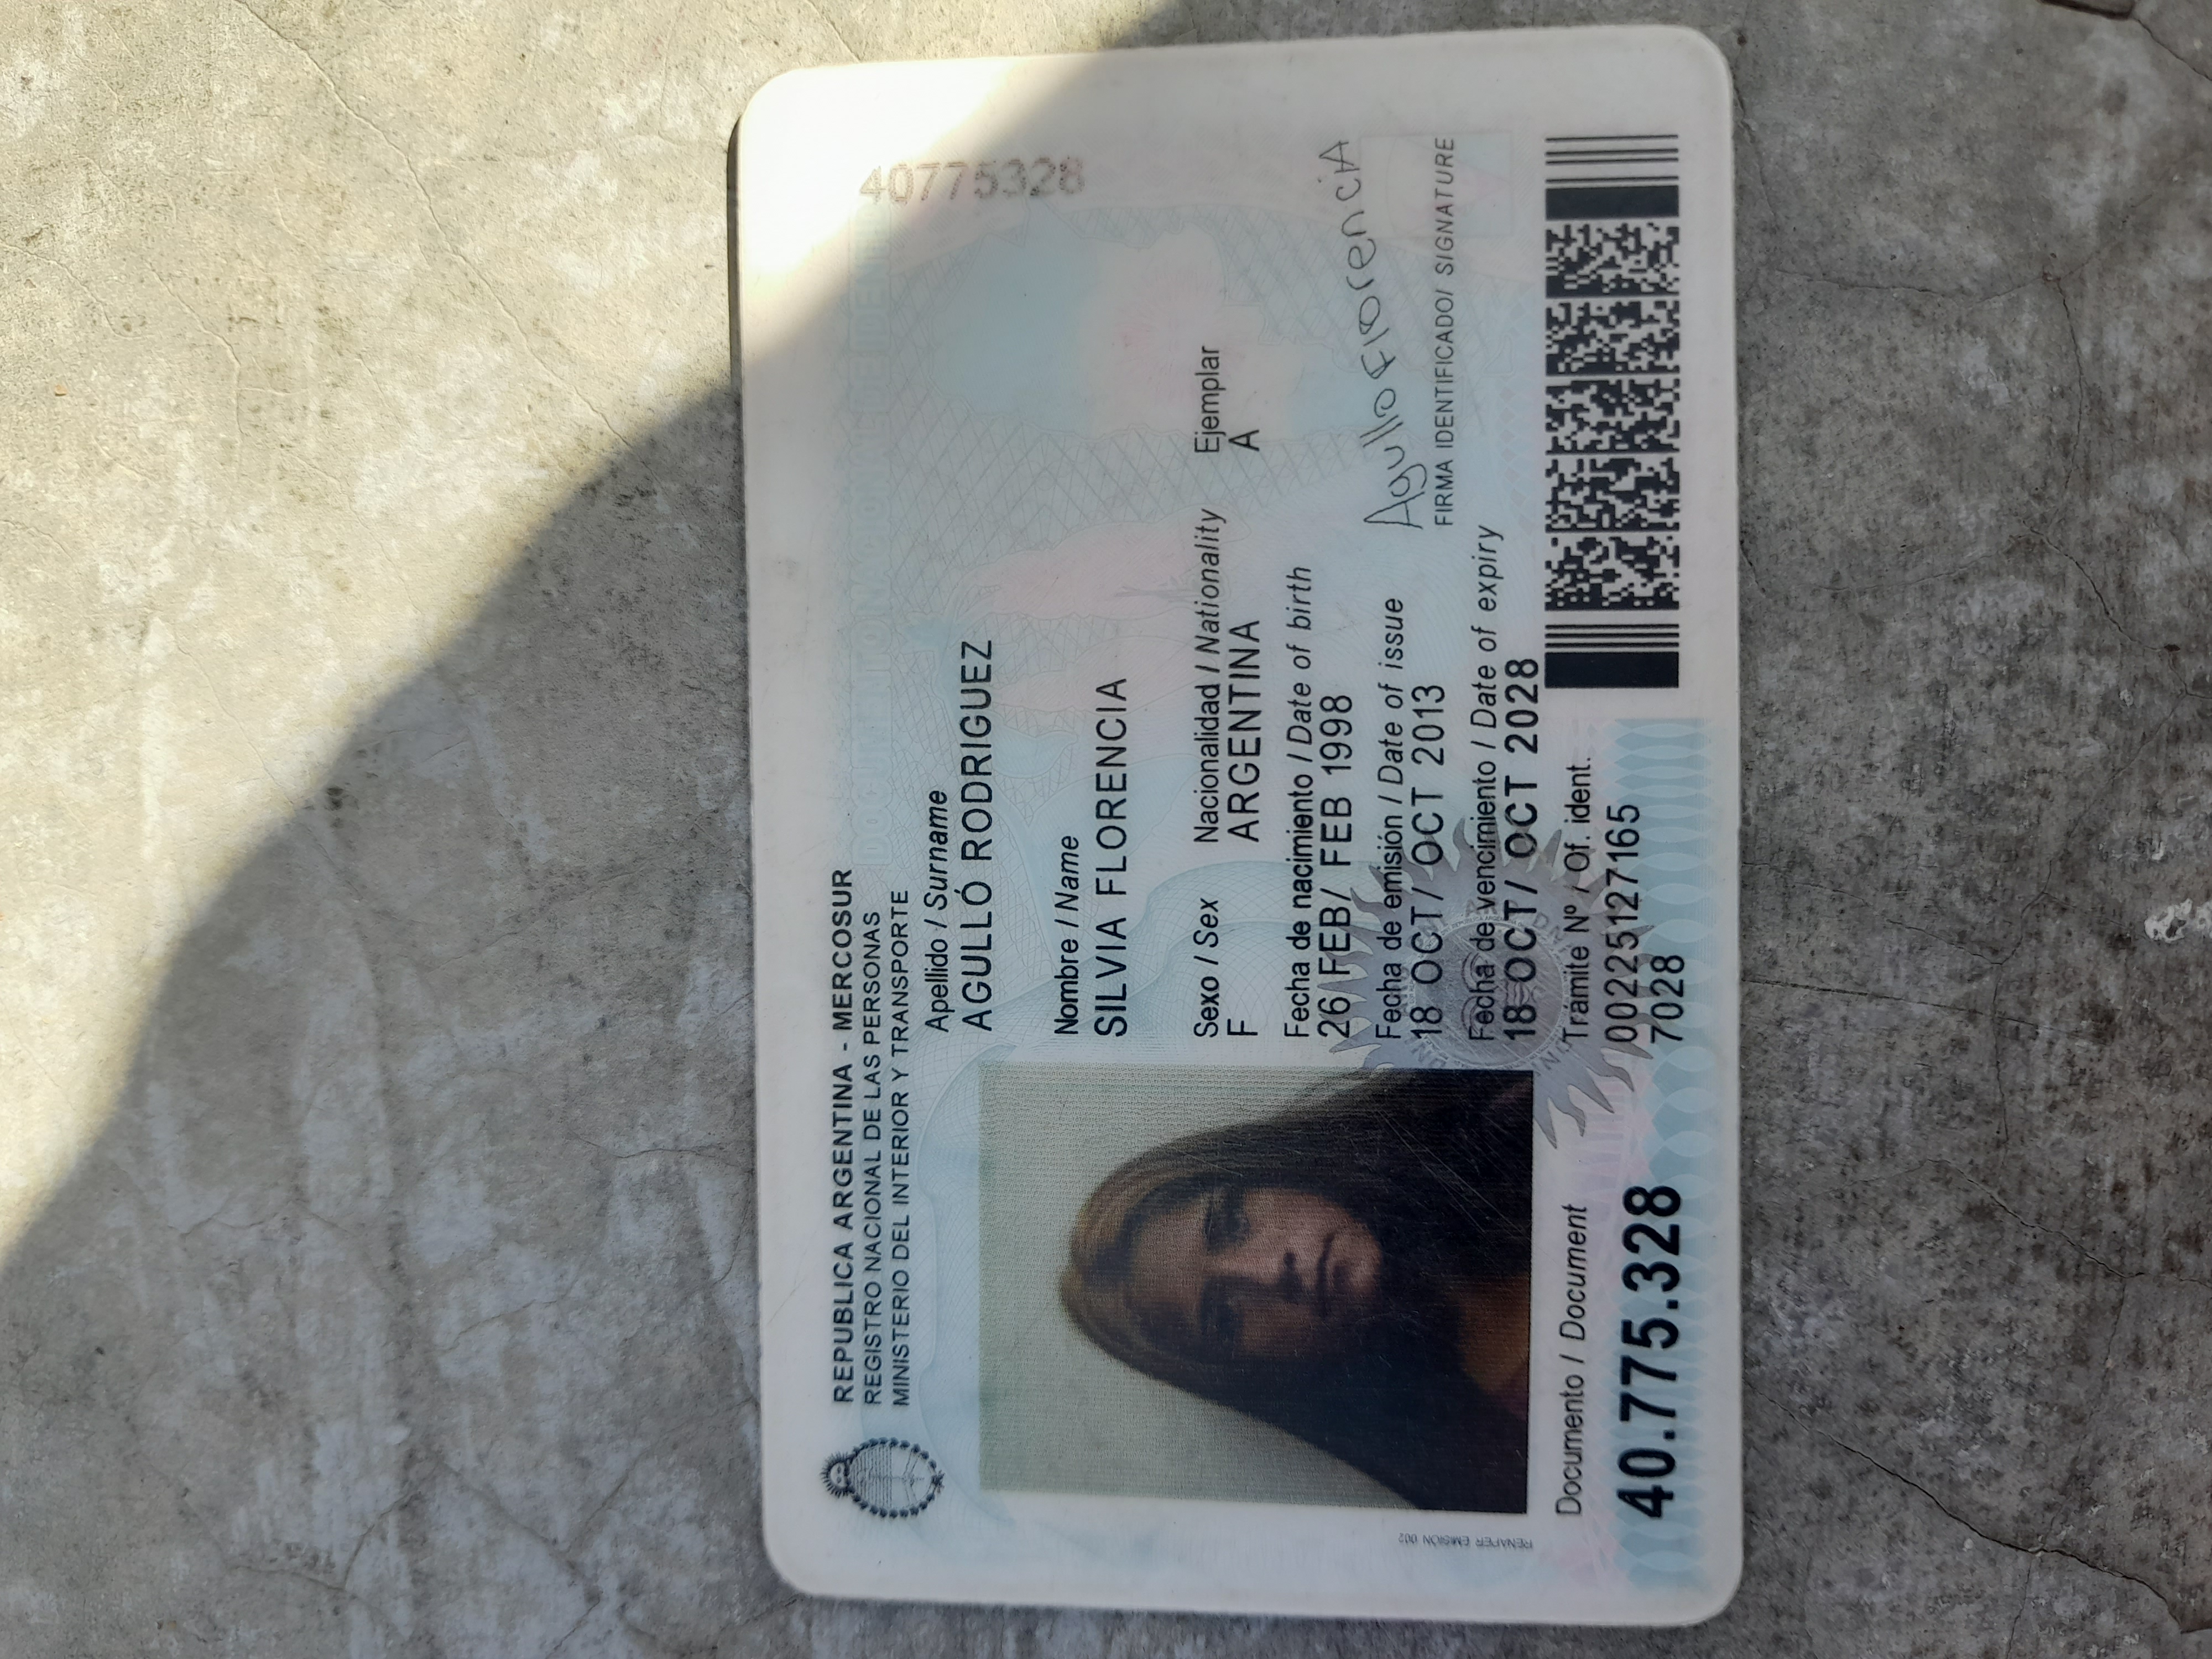 REPUBLICA ARGENTINA - MERCOSUR
REGISTRO NACIONAL DE LAS PERSONAS
MINISTERIO DEL INTERIOR Y TRANSPORTE
DOCUMENTO NACIONAL DE IDENTIDAD
40775328
Apellido / Surname
AGULLÓ RODRIGUEZ
Nombre / Name
SILVIA FLORENCIA
Sexo / Sex Nacionalidad / Nationality Ejemplar
F ARGENTINA A
Fecha de nacimiento / Date of birth
26 FEB/ FEB 1998
Fecha de emisión / Date of issue
18 OCT/ OCT 2013
Agullo FlorenciA
FIRMA IDENTIFICADO/ SIGNATURE
Fecha de vencimiento / Date of expiry
18 OCT/ OCT 2028
RENAPER EMISION 002
Documento / Document
40.775.328
Trámite Nº / Of. ident.
00225127165
7028